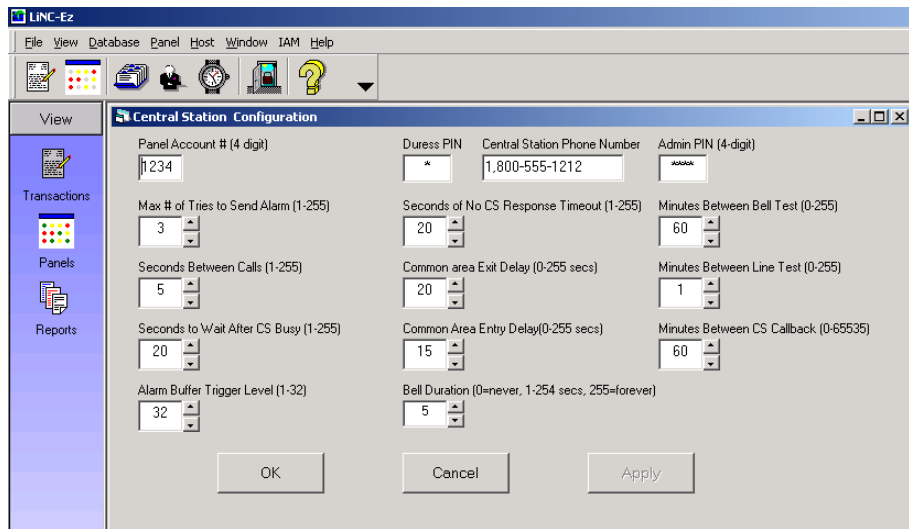 LiNC-Ez
File View Database Panel Host Window IAM Help
View
Transactions
Panels
Reports
Central Station Configuration
Panel Account # (4 digit)
1234
Duress PIN
*
Central Station Phone Number
1,800-555-1212
Admin PIN (4-digit)
****
Max # of Tries to Send Alarm (1-255)
3
Seconds of No CS Response Timeout (1-255)
20
Minutes Between Bell Test (0-255)
60
Seconds Between Calls (1-255)
5
Common area Exit Delay (0-255 secs)
20
Minutes Between Line Test (0-255)
1
Seconds to Wait After CS Busy (1-255)
20
Common Area Entry Delay(0-255 secs)
15
Minutes Between CS Callback (0-65535)
60
Alarm Buffer Trigger Level (1-32)
32
Bell Duration (0=never, 1-254 secs, 255=forever)
5
OK
Cancel
Apply